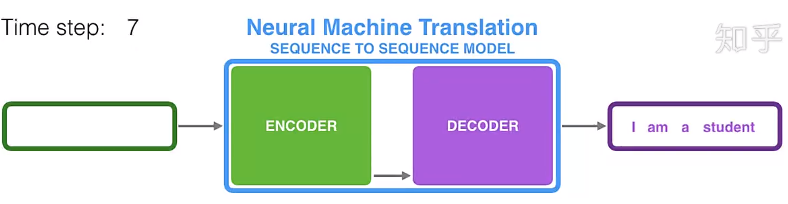 Time step: 7
Neural Machine Translation
SEQUENCE TO SEQUENCE MODEL
知乎
ENCODER
DECODER
I am a student